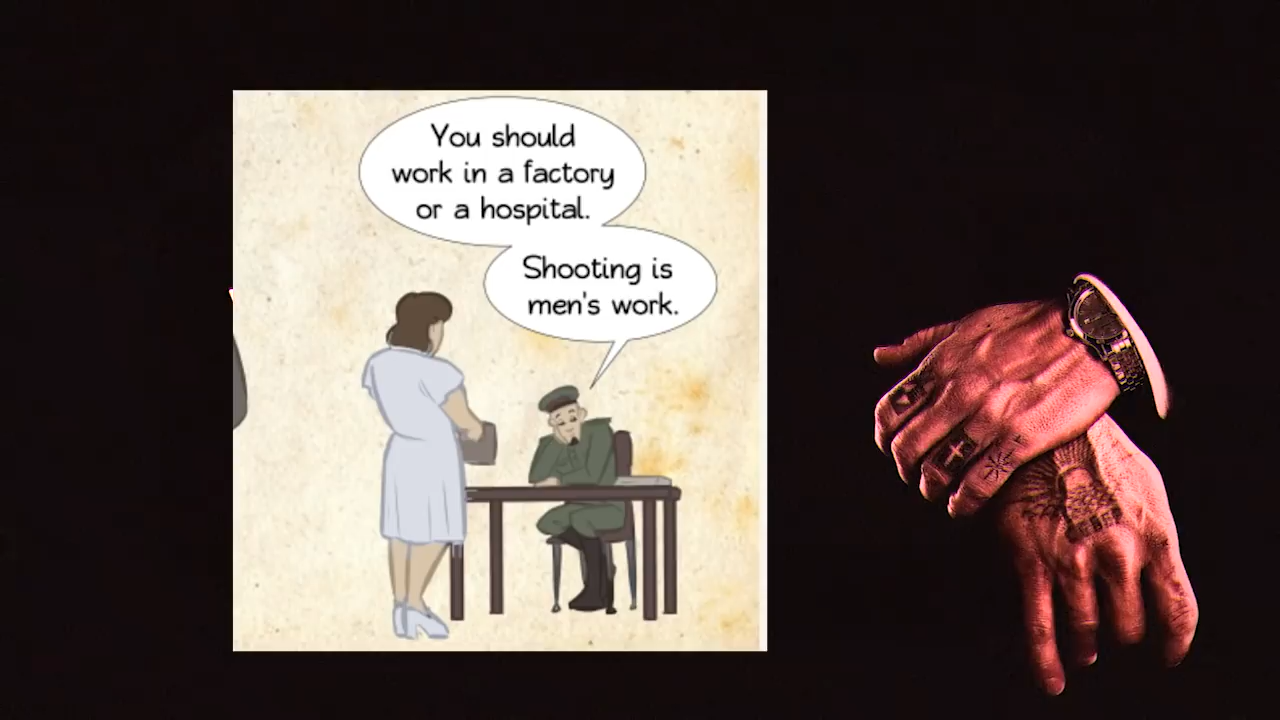 You should
work in a factory
or a hospital.
Shooting is
men's work.